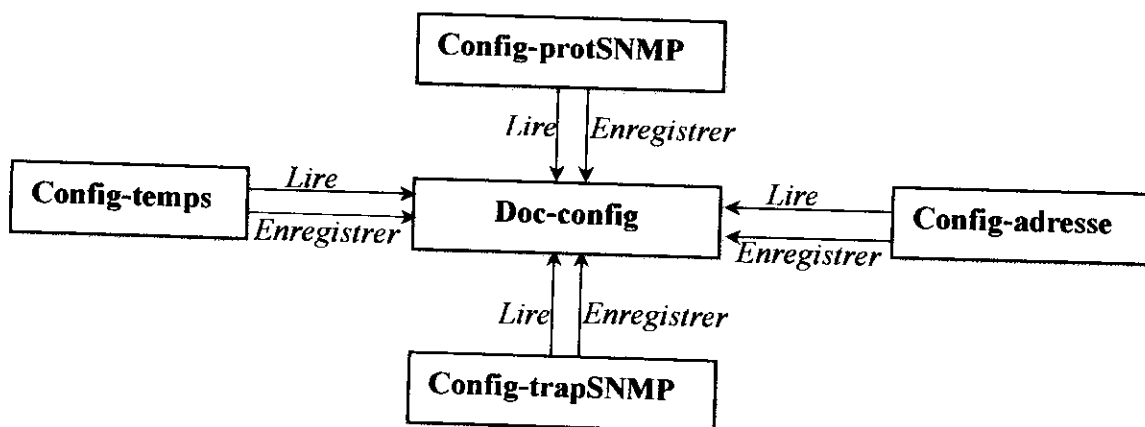 Config-protSNMP
Lire
Enregistrer
Config-temps
Lire
Enregistrer
Doc-config
Lire
Enregistrer
Config-adresse
Lire
Enregistrer
Config-trapSNMP